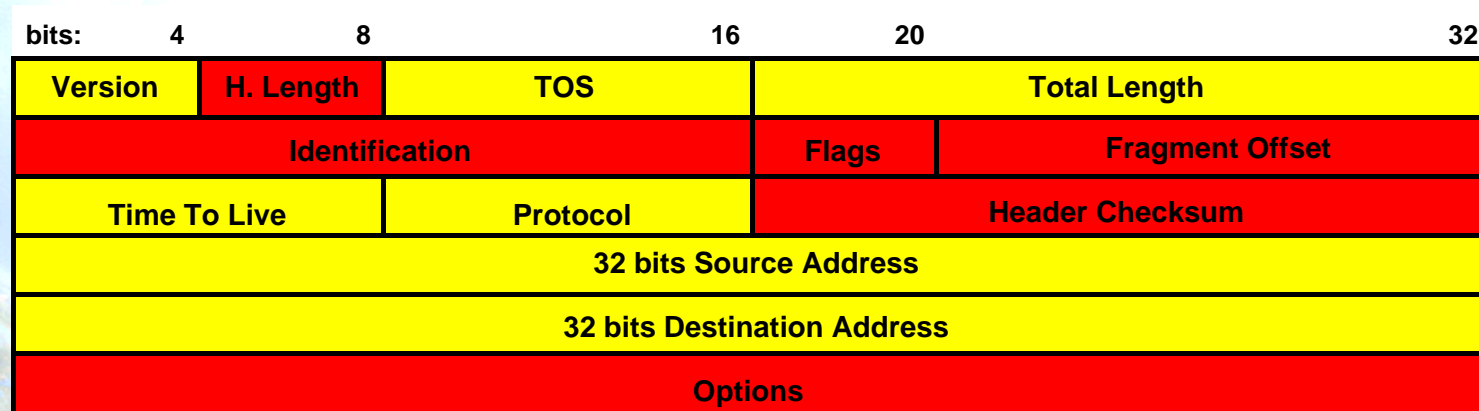 bits: 4 8 16 20 32
Version H. Length TOS Total Length
Identification Flags Fragment Offset
Time To Live Protocol Header Checksum
32 bits Source Address
32 bits Destination Address
Options